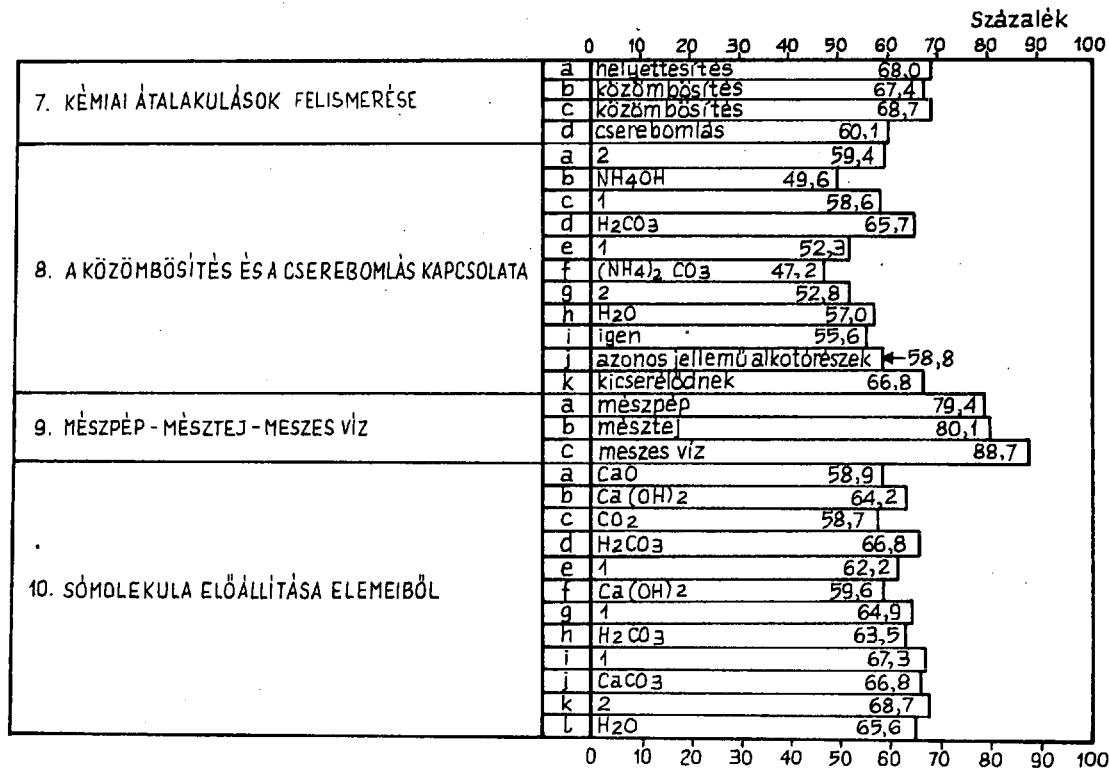 Százalék
0 10 20 30 40 50 60 70 80 90 100
7. KÉMIAI ÁTALAKULÁSOK FELISMERÉSE
a helyettesítés 68,0
b közömbösítés 67,4
c közömbösítés 68,7
d cserebomlás 60,1
8. A KÖZÖMBÖSÍTÉS ÉS A CSEREBOMLÁS KAPCSOLATA
a 2 59,4
b NH4OH 49,6
c 1 58,6
d H2CO3 65,7
e 1 52,3
f (NH4)2 CO3 47,2
g 2 52,8
h H2O 57,0
i igen 55,6
j azonos jellemű alkotórészek 58,8
k kicserélődnek 66,8
9. MÉSZPÉP - MÉSZTEJ - MESZES VÍZ
a mészpép 79,4
b mésztej 80,1
c meszes víz 88,7
10. SÓMOLEKULA ELŐÁLLÍTÁSA ELEMEIBŐL
a CaO 58,9
b Ca(OH)2 64,2
c CO2 58,7
d H2CO3 66,8
e 1 62,2
f Ca(OH)2 59,6
g 1 64,9
h H2CO3 63,5
i 1 67,3
j CaCO3 66,8
k 2 68,7
l H2O 65,6
0 10 20 30 40 50 60 70 80 90 100